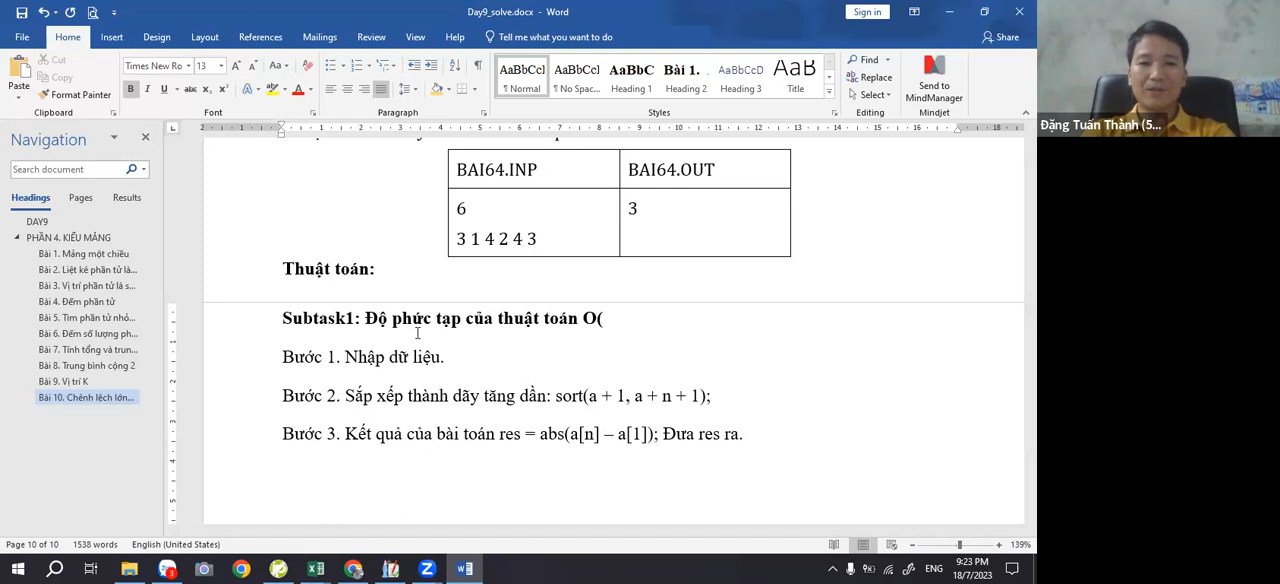 Day9_solve.docx - Word
Sign in
File Home Insert Design Layout References Mailings Review View Help Tell me what you want to do Share
Paste
Cut
Copy
Format Painter
Clipboard
Times New Ro 13
Font
Paragraph
AaBbCcl AaBbCcl AaBbC Bài 1. AaBbCcD AaB
¶ Normal ¶ No Spac... Heading 1 Heading 2 Heading 3 Title
Styles
Find
Replace
Select
Editing
Send to
MindManager
Mindjet
Navigation
Search document
Headings Pages Results
DAY9
PHẦN 4. KIỂU MẢNG
Bài 1. Mảng một chiều
Bài 2. Liệt kê phần tử là...
Bài 3. Vị trí phần tử là s...
Bài 4. Đếm phần tử
Bài 5. Tìm phần tử nhỏ...
Bài 6. Đếm số lượng ph...
Bài 7. Tính tổng và trun...
Bài 8. Trung bình cộng 2
Bài 9. Vị trí K
Bài 10. Chênh lệch lớn...
BAI64.INP BAI64.OUT
6 3
3 1 4 2 4 3
Thuật toán:
Subtask1: Độ phức tạp của thuật toán O(
Bước 1. Nhập dữ liệu.
Bước 2. Sắp xếp thành dãy tăng dần: sort(a + 1, a + n + 1);
Bước 3. Kết quả của bài toán res = abs(a[n] – a[1]); Đưa res ra.
Đặng Tuấn Thành (5...
Page 10 of 10 1538 words English (United States) 139%
ENG
9:23 PM
18/7/2023